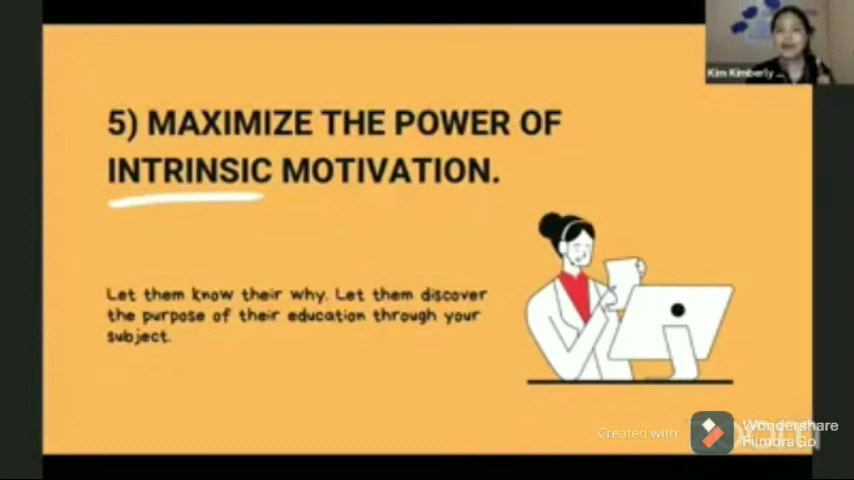 Kim Kimberly ...
5) MAXIMIZE THE POWER OF
INTRINSIC MOTIVATION.
Let them know their why. Let them discover
the purpose of their education through your
subject.
Created with
Wondershare
FilmoraGo
zoom